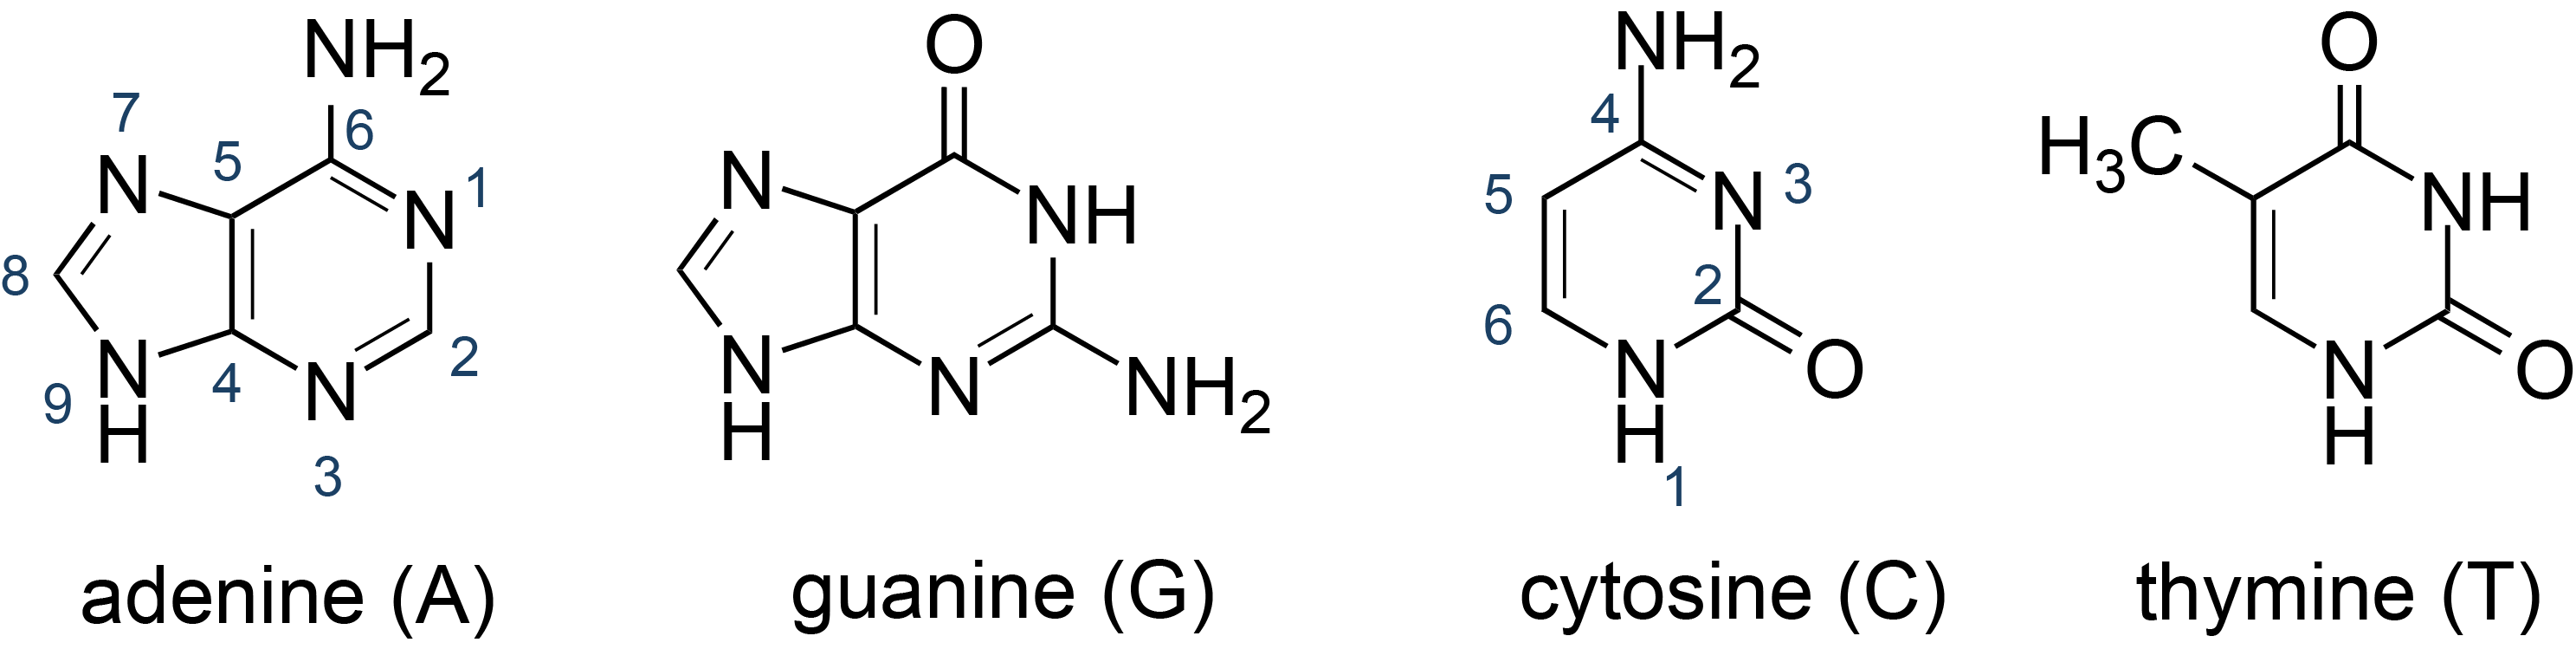 NH2 O NH2 O
7 6 4 H3C
5
N N 1 N NH 5 N 3 NH
8 2 6 2
9 N H 4 N N H N NH2 N H O N H O
3 1
adenine (A) guanine (G) cytosine (C) thymine (T)